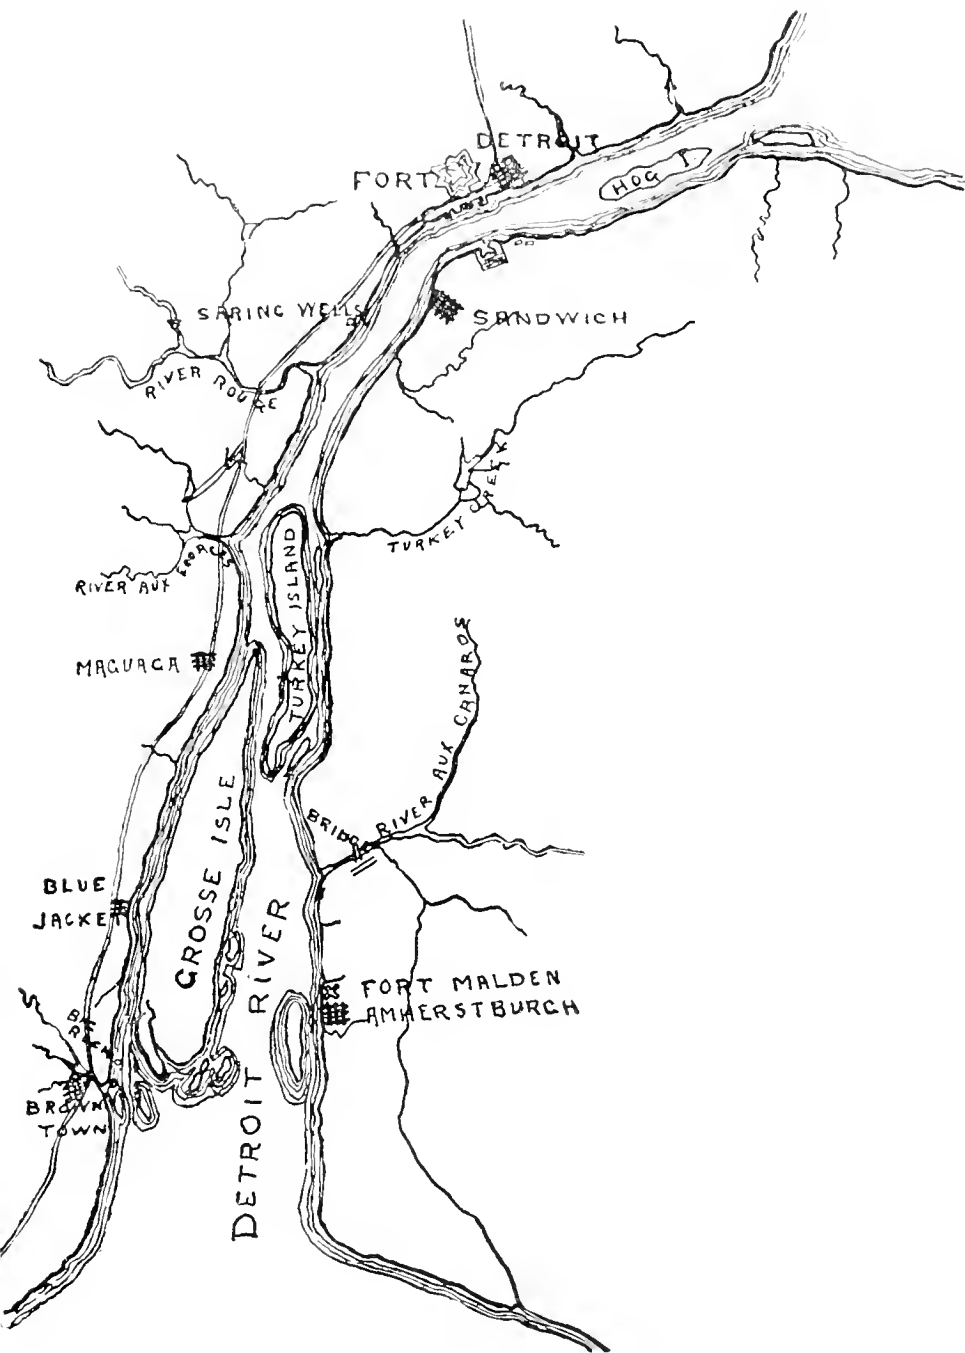 DETROIT
FORT
HOG I
SPRING WELLS
SANDWICH
RIVER ROUGE
TURKEY CREEK
RIVER AUX ECORCES
TURKEY ISLAND
MAGUAGA
RIVER AUX CANARDS
BRIDG
GROSSE ISLE
BLUE
JACKET
DETROIT RIVER
FORT MALDEN
AMHERSTBURGH
BROWN
TOWN